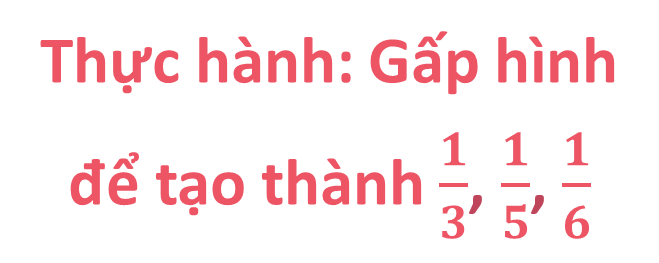 Thực hành: Gấp hình
để tạo thành 1/3, 1/5, 1/6